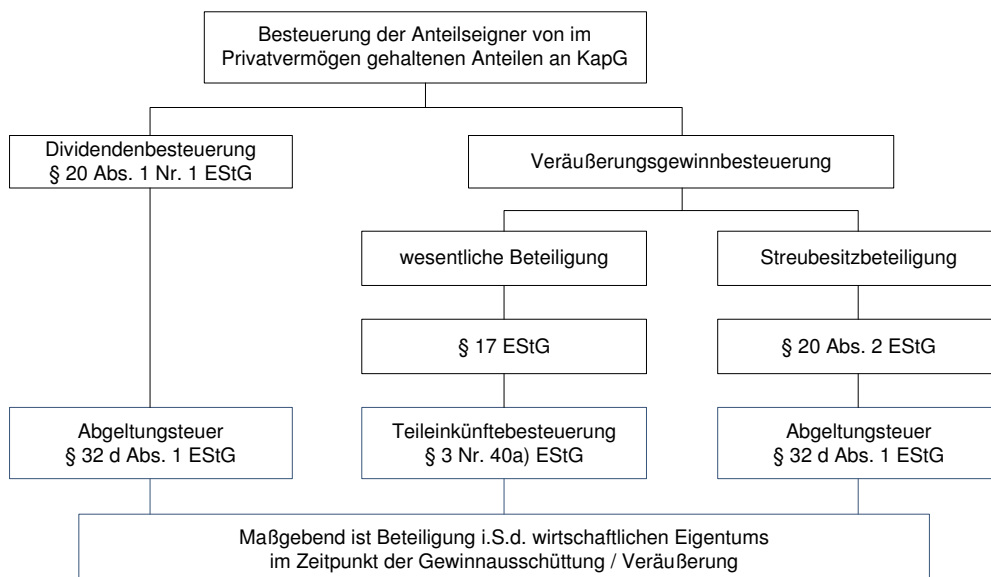 Besteuerung der Anteilseigner von im
Privatvermögen gehaltenen Anteilen an KapG
Dividendenbesteuerung
§ 20 Abs. 1 Nr. 1 EStG
Veräußerungsgewinnbesteuerung
wesentliche Beteiligung
Streubesitzbeteiligung
§ 17 EStG
§ 20 Abs. 2 EStG
Abgeltungsteuer
§ 32 d Abs. 1 EStG
Teileinkünftebesteuerung
§ 3 Nr. 40a) EStG
Abgeltungsteuer
§ 32 d Abs. 1 EStG
Maßgebend ist Beteiligung i.S.d. wirtschaftlichen Eigentums
im Zeitpunkt der Gewinnausschüttung / Veräußerung